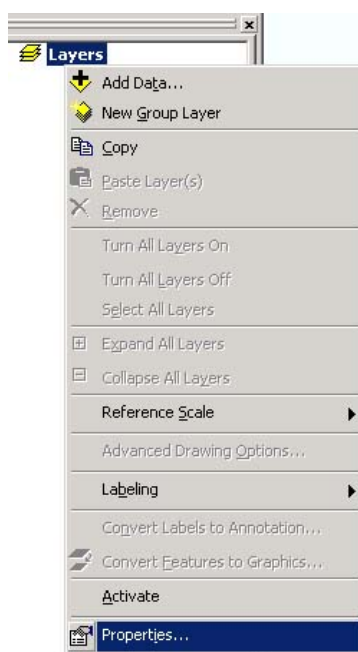 Layers
Add Data...
New Group Layer
Copy
Paste Layer(s)
Remove
Turn All Layers On
Turn All Layers Off
Select All Layers
Expand All Layers
Collapse All Layers
Reference Scale
Advanced Drawing Options...
Labeling
Convert Labels to Annotation...
Convert Features to Graphics...
Activate
Properties...